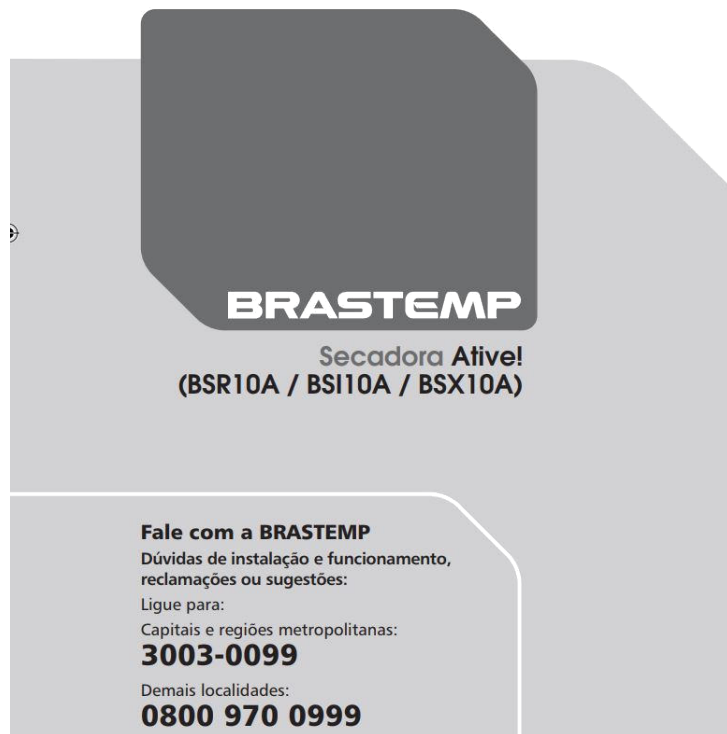 BRASTEMP
Secadora Ative!
(BSR10A / BSI10A / BSX10A)
Fale com a BRASTEMP
Dúvidas de instalação e funcionamento,
reclamações ou sugestões:
Ligue para:
Capitais e regiões metropolitanas:
3003-0099
Demais localidades:
0800 970 0999